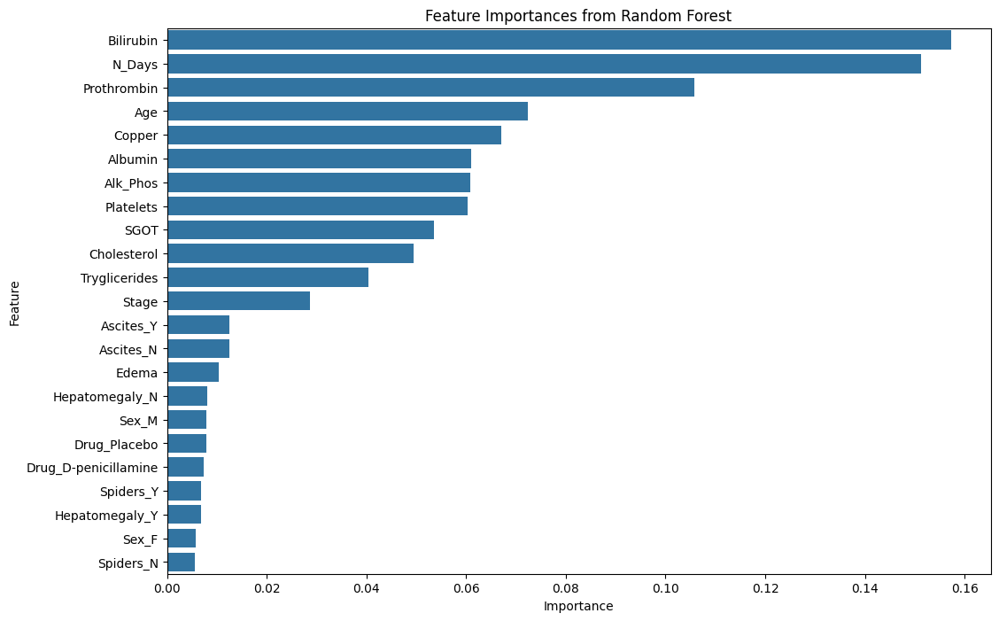 Feature Importances from Random Forest
Feature
Bilirubin
N_Days
Prothrombin
Age
Copper
Albumin
Alk_Phos
Platelets
SGOT
Cholesterol
Tryglicerides
Stage
Ascites_Y
Ascites_N
Edema
Hepatomegaly_N
Sex_M
Drug_Placebo
Drug_D-penicillamine
Spiders_Y
Hepatomegaly_Y
Sex_F
Spiders_N
0.00 0.02 0.04 0.06 0.08 0.10 0.12 0.14 0.16
Importance